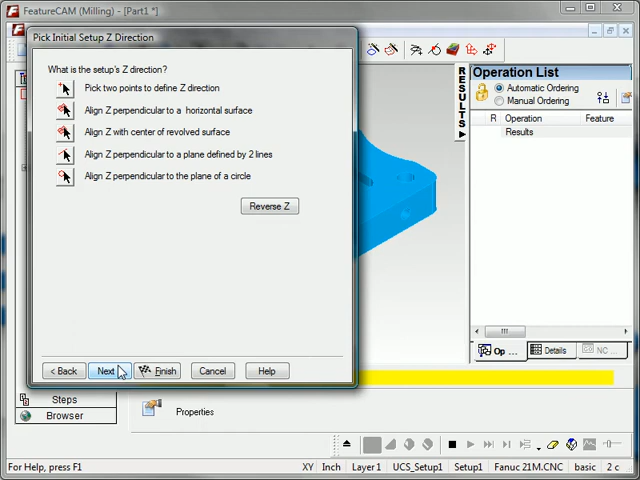 FeatureCAM (Milling) - [Part1 *]
Pick Initial Setup Z Direction
What is the setup's Z direction?
Pick two points to define Z direction
Align Z perpendicular to a horizontal surface
Align Z with center of revolved surface
Align Z perpendicular to a plane defined by 2 lines
Align Z perpendicular to the plane of a circle
Reverse Z
< Back
Next
Finish
Cancel
Help
RESULTS
Operation List
Automatic Ordering
Manual Ordering
R Operation Feature
Results
Op ...
Details
NC ...
Steps
Browser
Properties
For Help, press F1
XY Inch Layer 1 UCS_Setup1 Setup1 Fanuc 21M.CNC basic 2 c